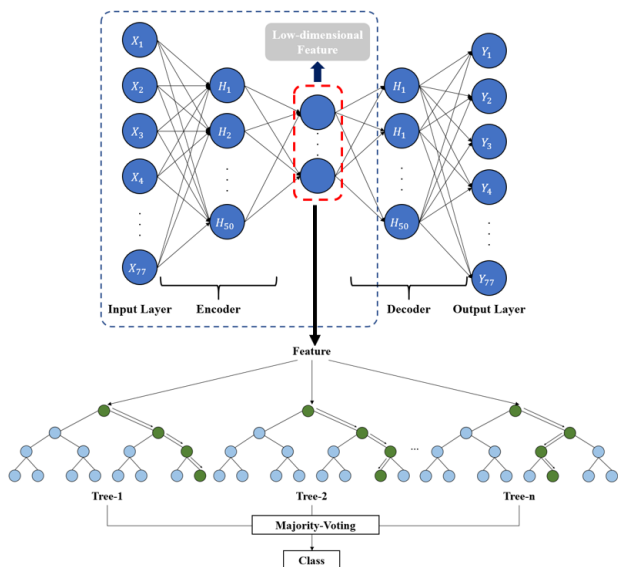 Low-dimensional
Feature
X₁
X₂
X₃
X₄
X₇₇
H₁
H₂
H₅₀
H₁
H₁
H₅₀
Y₁
Y₂
Y₃
Y₄
Y₇₇
Input Layer
Encoder
Decoder
Output Layer
Feature
...
Tree-1
Tree-2
Tree-n
Majority-Voting
Class